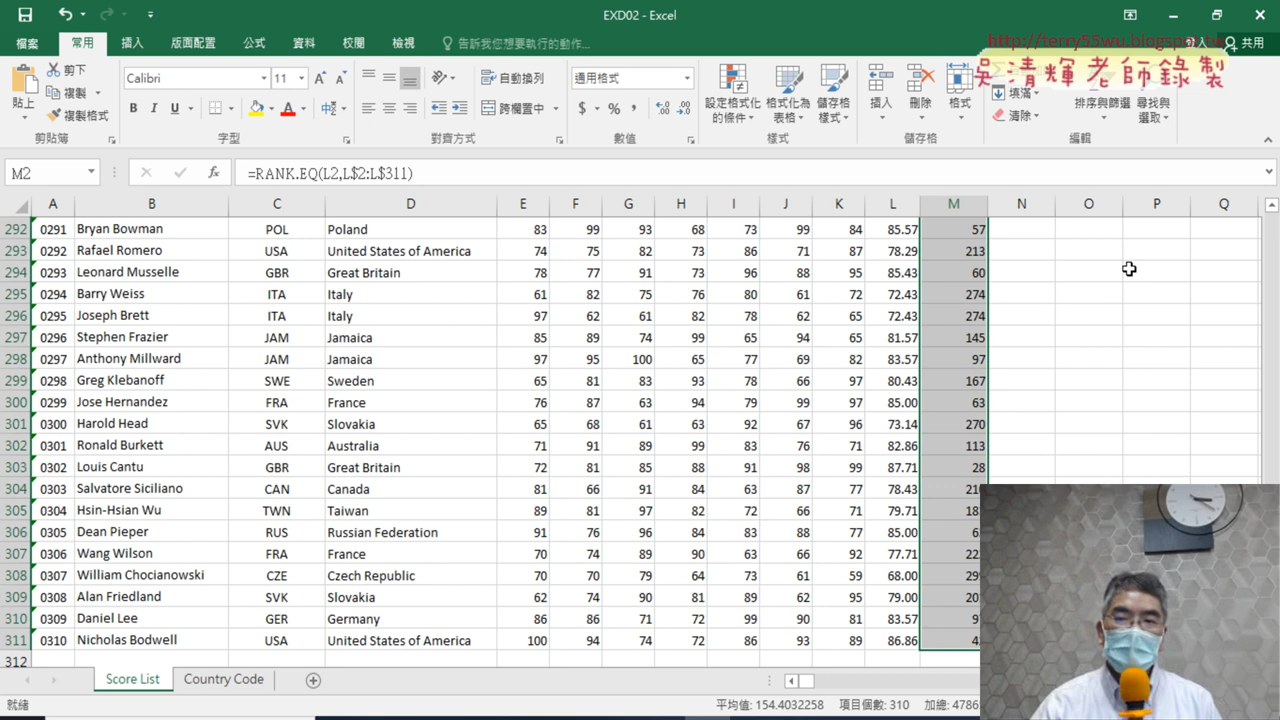 EXD02 - Excel
http://terry55wu.blogspot.tw
登入 共用
吳清輝老師錄製
檔案 常用 插入 版面配置 公式 資料 校閱 檢視 告訴我您想要執行的動作...
貼上 剪下 複製 複製格式
Calibri 11 B I U 中 A A A
自動換列 跨欄置中
通用格式 $ % ,
設定格式化的條件 格式化為表格 儲存格樣式
插入 刪除 格式
填滿 清除 排序與篩選 尋找與選取
剪貼簿 字型 對齊方式 數值 樣式 儲存格 編輯
M2 fx =RANK.EQ(L2,L$2:L$311)
A B C D E F G H I J K L M N O P Q
292 0291 Bryan Bowman POL Poland 83 99 93 68 73 99 84 85.57 57
293 0292 Rafael Romero USA United States of America 74 75 82 73 86 71 87 78.29 213
294 0293 Leonard Musselle GBR Great Britain 78 77 91 73 96 88 95 85.43 60
295 0294 Barry Weiss ITA Italy 61 82 75 76 80 61 72 72.43 274
296 0295 Joseph Brett ITA Italy 97 62 61 82 78 62 65 72.43 274
297 0296 Stephen Frazier JAM Jamaica 85 89 74 99 65 94 65 81.57 145
298 0297 Anthony Millward JAM Jamaica 97 95 100 65 77 69 82 83.57 97
299 0298 Greg Klebanoff SWE Sweden 65 81 83 93 78 66 97 80.43 167
300 0299 Jose Hernandez FRA France 76 87 63 94 79 99 97 85.00 63
301 0300 Harold Head SVK Slovakia 65 68 61 63 92 67 96 73.14 270
302 0301 Ronald Burkett AUS Australia 71 91 89 99 83 76 71 82.86 113
303 0302 Louis Cantu GBR Great Britain 72 81 85 88 91 98 99 87.71 28
304 0303 Salvatore Siciliano CAN Canada 81 66 91 84 63 87 77 78.43 21
305 0304 Hsin-Hsian Wu TWN Taiwan 89 81 97 82 72 66 71 79.71 18
306 0305 Dean Pieper RUS Russian Federation 91 76 96 84 83 88 77 85.00 6
307 0306 Wang Wilson FRA France 70 74 89 90 63 66 92 77.71 22
308 0307 William Chocianowski CZE Czech Republic 70 70 79 64 73 61 59 68.00 29
309 0308 Alan Friedland SVK Slovakia 62 74 90 81 89 62 95 79.00 20
310 0309 Daniel Lee GER Germany 86 86 71 72 99 90 81 83.57 9
311 0310 Nicholas Bodwell USA United States of America 100 94 74 72 86 93 89 86.86 4
312
Score List Country Code
就緒 平均值: 154.4032258 項目個數: 310 加總: 4786